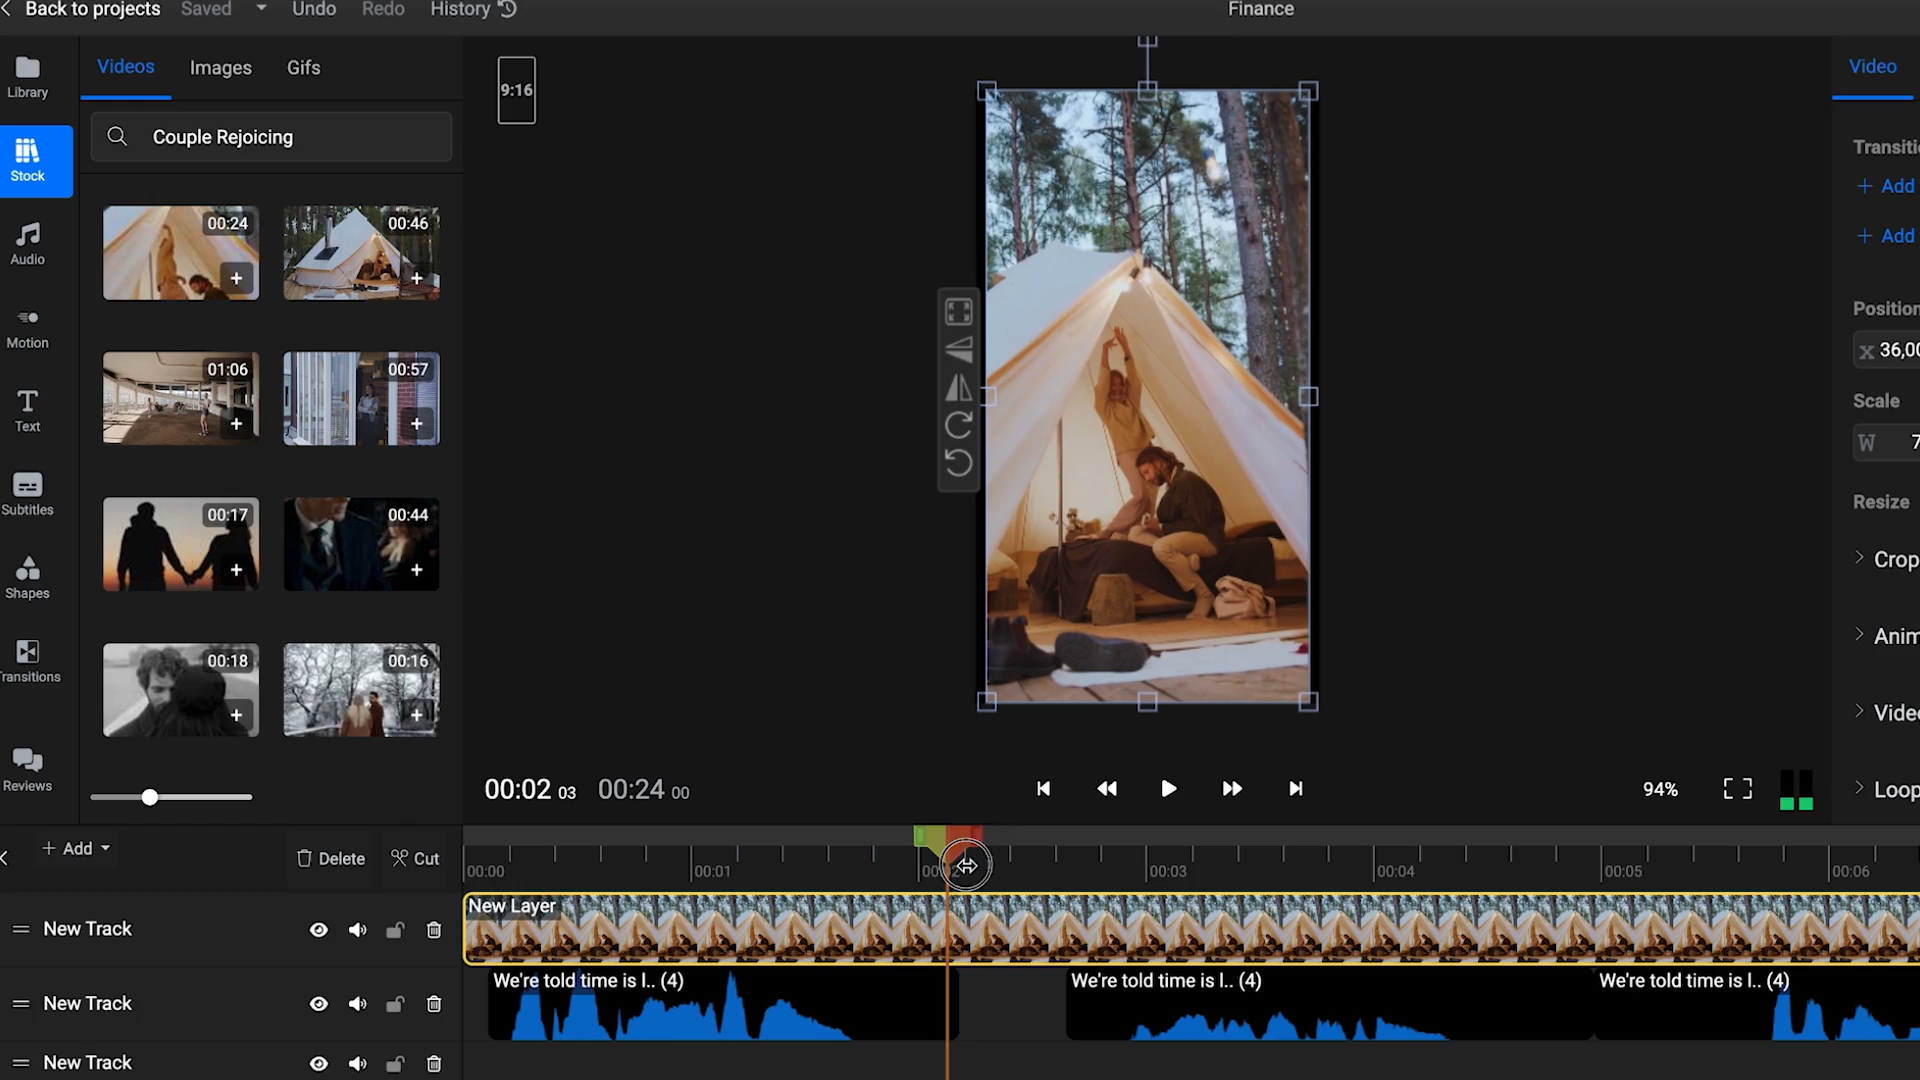 Back to projects Saved Undo Redo History Finance
Videos Images Gifs
Library
Couple Rejoicing
Stock
Audio
Motion
Text
Subtitles
Shapes
Transitions
Reviews
00:24 00:46
01:06 00:57
00:17 00:44
00:18 00:16
9:16
Video
Transiti
+ Add
+ Add
Position
X 36,00
Scale
W 7
Resize
Crop
Anim
Video
Loop
00:02 03 00:24 00
94%
+ Add Delete Cut
00:00 00:01 00:02 00:03 00:04 00:05 00:06
New Track New Layer
New Track We're told time is l.. (4) We're told time is l.. (4) We're told time is l.. (4)
New Track